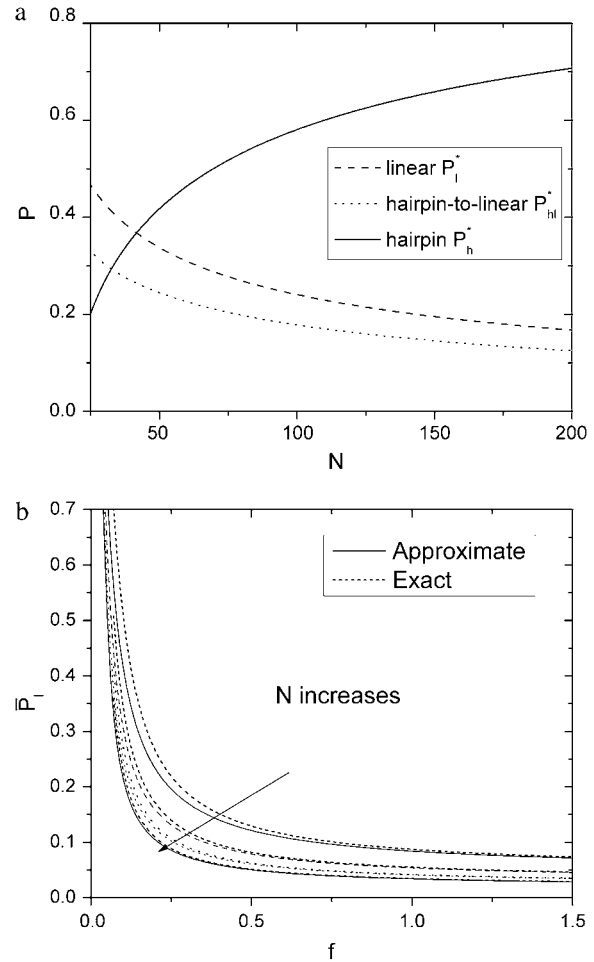 a
0.8
0.6
0.4
0.2
0.0
P
linear P*l
hairpin-to-linear P*hl
hairpin P*h
50
100
150
200
N
b
0.7
0.6
0.5
0.4
0.3
0.2
0.1
0.0
P̅l
Approximate
Exact
N increases
0.0
0.5
1.0
1.5
f